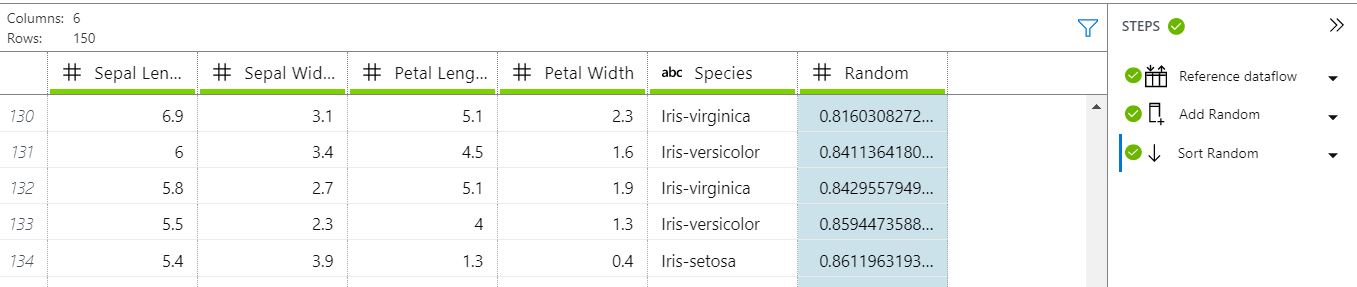 Columns: 6
Rows: 150
STEPS
# Sepal Len... # Sepal Wid... # Petal Leng... # Petal Width abc Species # Random
130 6.9 3.1 5.1 2.3 Iris-virginica 0.8160308272...
131 6 3.4 4.5 1.6 Iris-versicolor 0.8411364180...
132 5.8 2.7 5.1 1.9 Iris-virginica 0.8429557949...
133 5.5 2.3 4 1.3 Iris-versicolor 0.8594473588...
134 5.4 3.9 1.3 0.4 Iris-setosa 0.8611963193...
Reference dataflow
Add Random
Sort Random